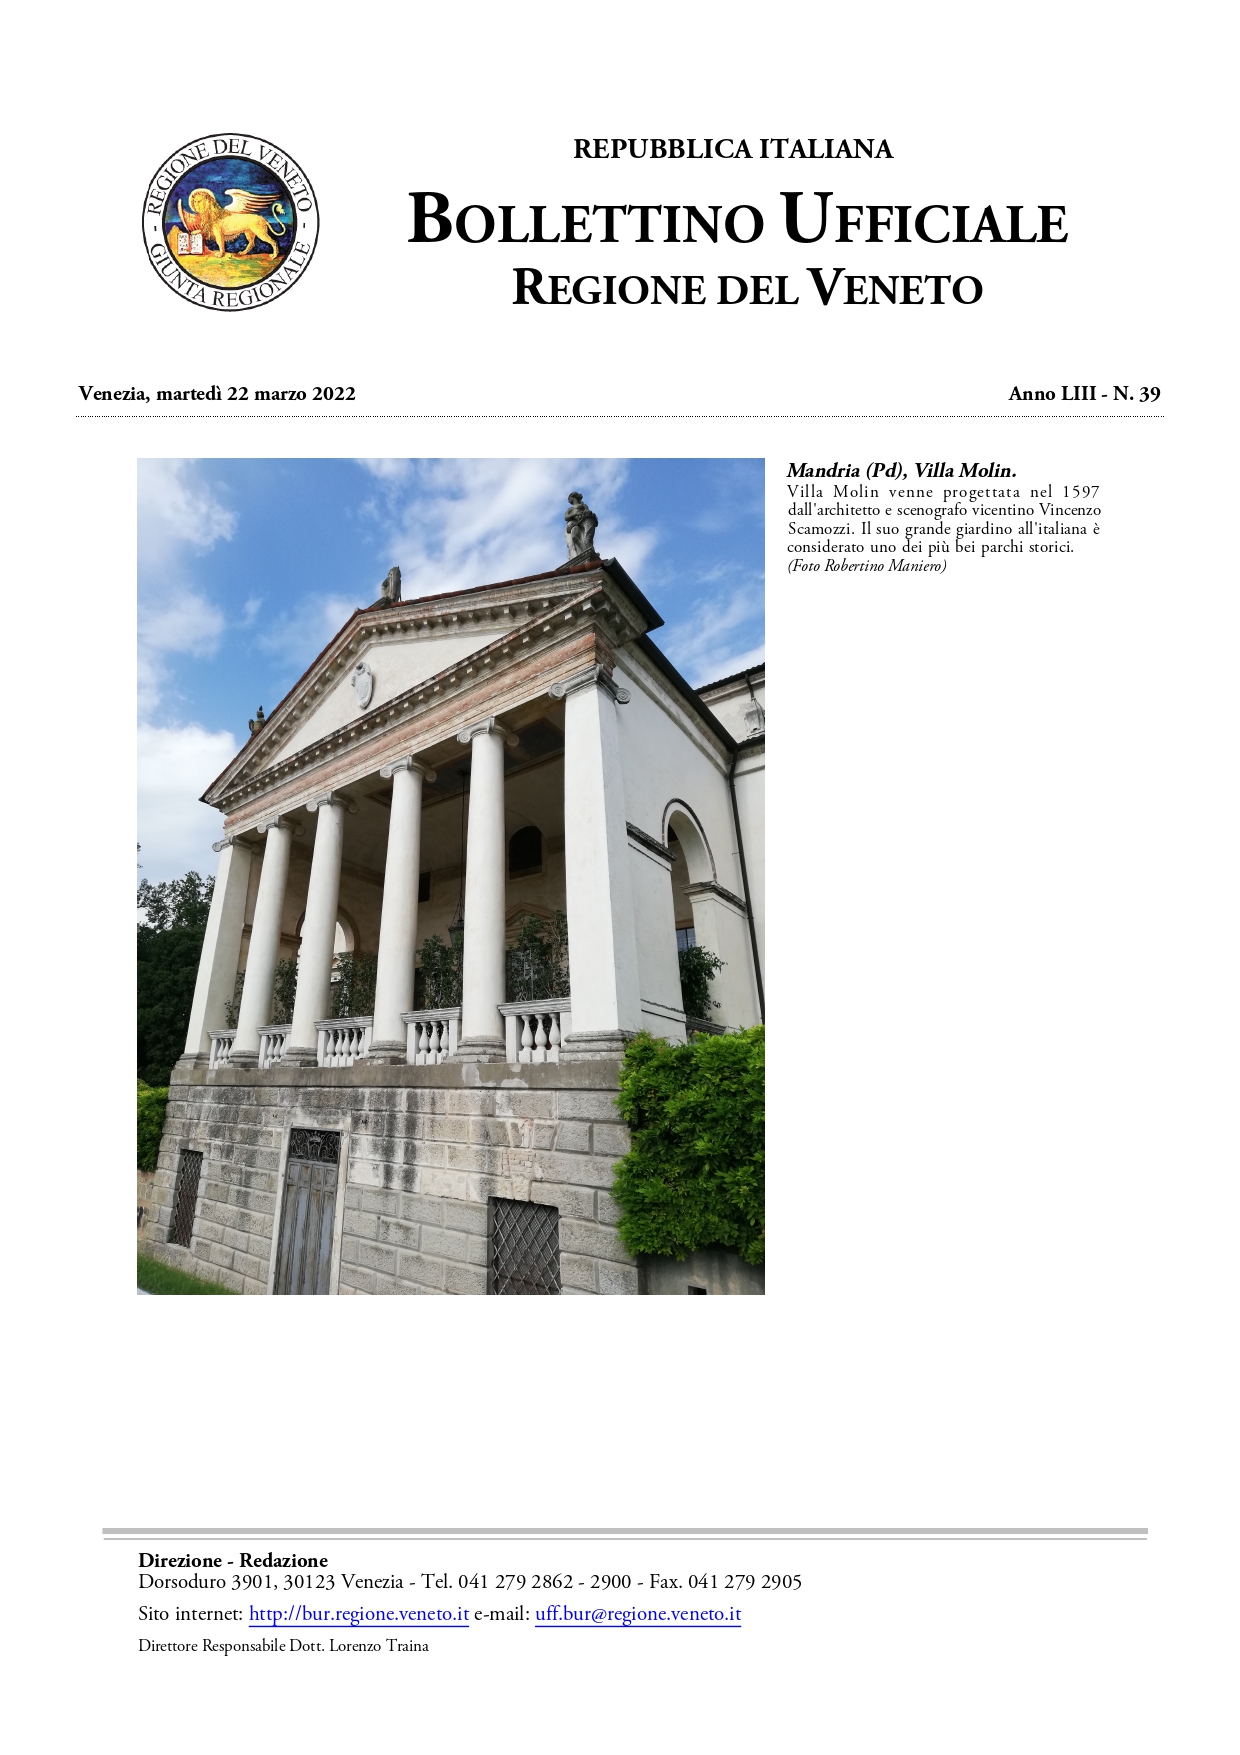 REGIONE DEL VENETO
- GIUNTA REGIONALE -
REPUBBLICA ITALIANA
BOLLETTINO UFFICIALE
REGIONE DEL VENETO
Venezia, martedì 22 marzo 2022
Anno LIII - N. 39
Mandria (Pd), Villa Molin.
Villa Molin venne progettata nel 1597
dall'architetto e scenografo vicentino Vincenzo
Scamozzi. Il suo grande giardino all'italiana è
considerato uno dei più bei parchi storici.
(Foto Robertino Maniero)
Direzione - Redazione
Dorsoduro 3901, 30123 Venezia - Tel. 041 279 2862 - 2900 - Fax. 041 279 2905
Sito internet: http://bur.regione.veneto.it e-mail: uff.bur@regione.veneto.it
Direttore Responsabile Dott. Lorenzo Traina